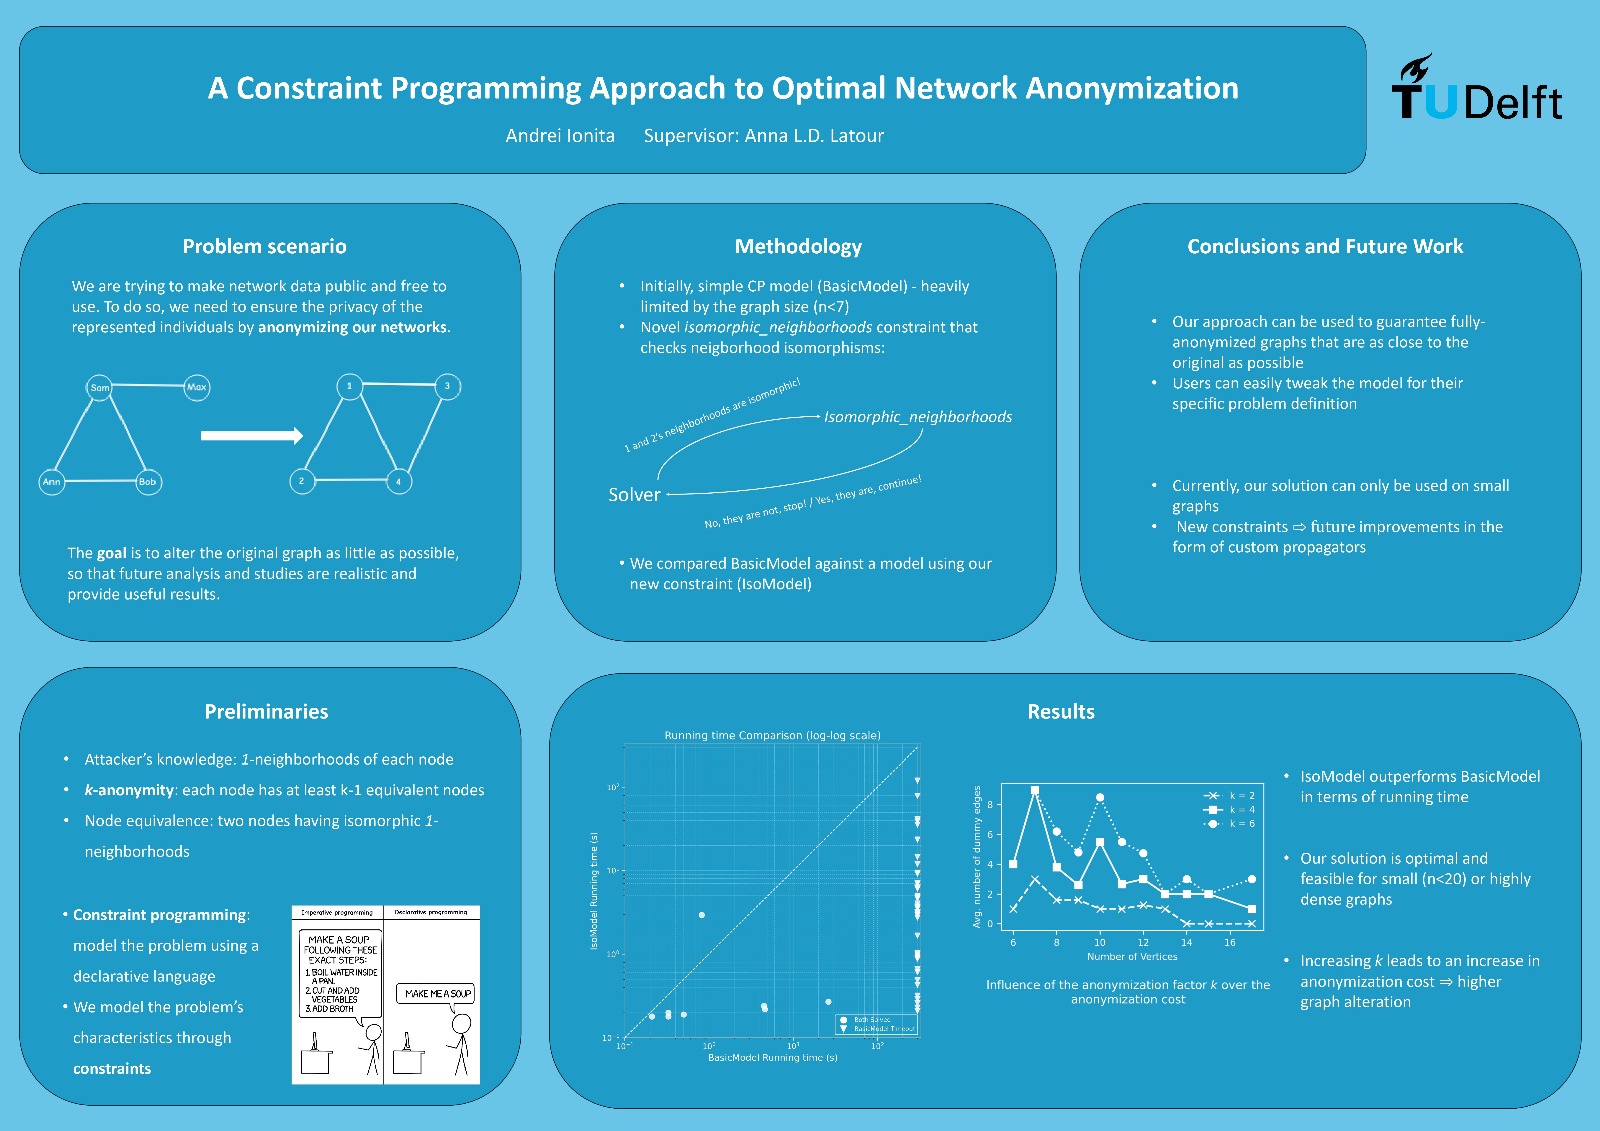 A Constraint Programming Approach to Optimal Network Anonymization
Andrei Ionita Supervisor: Anna L.D. Latour
TU Delft
Problem scenario
We are trying to make network data public and free to
use. To do so, we need to ensure the privacy of the
represented individuals by anonymizing our networks.
Sam
Max
Ann
Bob
1
3
2
4
The goal is to alter the original graph as little as possible,
so that future analysis and studies are realistic and
provide useful results.
Methodology
• Initially, simple CP model (BasicModel) - heavily
limited by the graph size (n<7)
• Novel isomorphic_neighborhoods constraint that
checks neigborhood isomorphisms:
1 and 2's neighborhoods are isomorphic!
Isomorphic_neighborhoods
Solver
No, they are not, stop! / Yes, they are, continue!
• We compared BasicModel against a model using our
new constraint (IsoModel)
Conclusions and Future Work
• Our approach can be used to guarantee fully-
anonymized graphs that are as close to the
original as possible
• Users can easily tweak the model for their
specific problem definition
• Currently, our solution can only be used on small
graphs
• New constraints ⇨ future improvements in the
form of custom propagators
Preliminaries
• Attacker's knowledge: 1-neighborhoods of each node
• k-anonymity: each node has at least k-1 equivalent nodes
• Node equivalence: two nodes having isomorphic 1-
neighborhoods
• Constraint programming:
model the problem using a
declarative language
• We model the problem's
characteristics through
constraints
Imperative programming
Declarative programming
MAKE A SOUP
FOLLOWING THESE
EXACT STEPS:
1. BOIL WATER INSIDE
A PAN.
2. CUT AND ADD
VEGETABLES
3. ADD BROTH
MAKE ME A SOUP
Results
Running time Comparison (log-log scale)
IsoModel Running time (s)
10²
10¹
10⁰
10⁻¹
10⁻¹ 10⁰ 10¹ 10²
BasicModel Running time (s)
Both Solved
BasicModel Timeout
Avg. number of dummy edges
8
6
4
2
0
6 8 10 12 14 16
Number of Vertices
k = 2
k = 4
k = 6
Influence of the anonymization factor k over the
anonymization cost
• IsoModel outperforms BasicModel
in terms of running time
• Our solution is optimal and
feasible for small (n<20) or highly
dense graphs
• Increasing k leads to an increase in
anonymization cost ⇒ higher
graph alteration